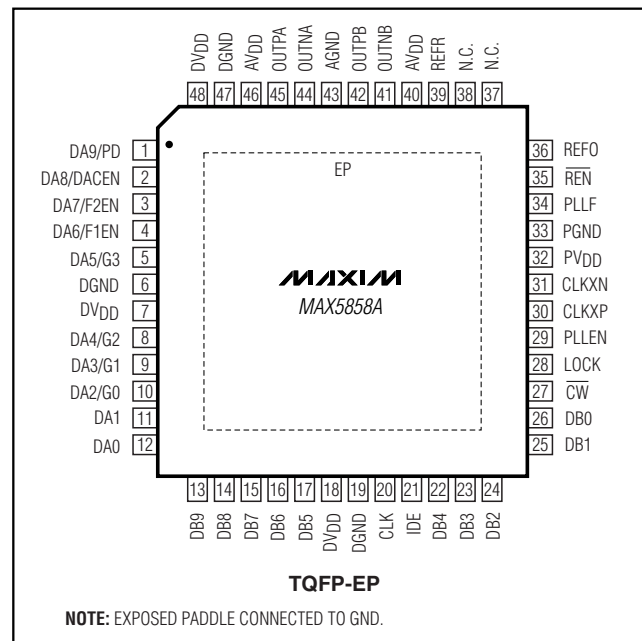 DVDD
DGND
AVDD
OUTPA
OUTNA
AGND
OUTPB
OUTNB
AVDD
REFR
N.C.
N.C.
48 47 46 45 44 43 42 41 40 39 38 37
DA9/PD 1
DA8/DACEN 2
DA7/F2EN 3
DA6/F1EN 4
DA5/G3 5
DGND 6
DVDD 7
DA4/G2 8
DA3/G1 9
DA2/G0 10
DA1 11
DA0 12
EP
MAXIM
MAX5858A
36 REFO
35 REN
34 PLLF
33 PGND
32 PVDD
31 CLKXN
30 CLKXP
29 PLLEN
28 LOCK
27 CW
26 DB0
25 DB1
13 14 15 16 17 18 19 20 21 22 23 24
DB9
DB8
DB7
DB6
DB5
DVDD
DGND
CLK
IDE
DB4
DB3
DB2
TQFP-EP
NOTE: EXPOSED PADDLE CONNECTED TO GND.